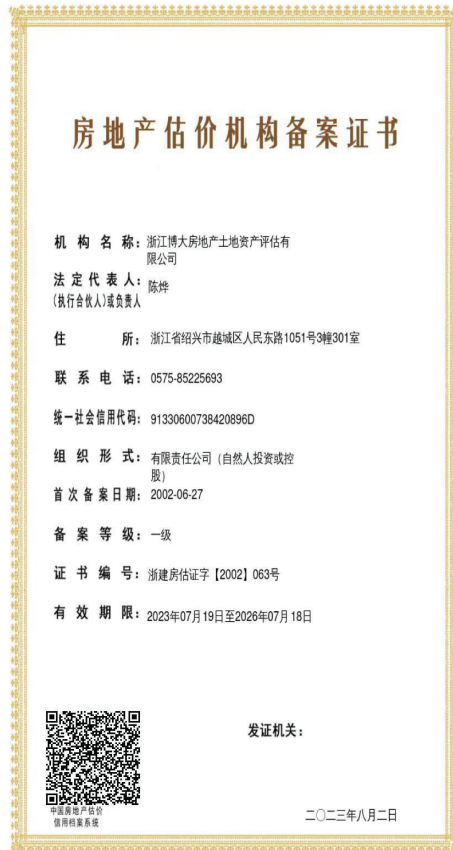 房地产估价机构备案证书
机构名称：浙江博大房地产土地资产评估有
限公司
法定代表人：陈烨
(执行合伙人)或负责人
住所：浙江省绍兴市越城区人民东路1051号3幢301室
联系电话：0575-85225693
统一社会信用代码：91330600738420896D
组织形式：有限责任公司（自然人投资或控
股）
首次备案日期：2002-06-27
备案等级：一级
证书编号：浙建房估证字【2002】063号
有效期限：2023年07月19日至2026年07月18日
发证机关：
中国房地产估价
信用档案系统
二〇二三年八月二日